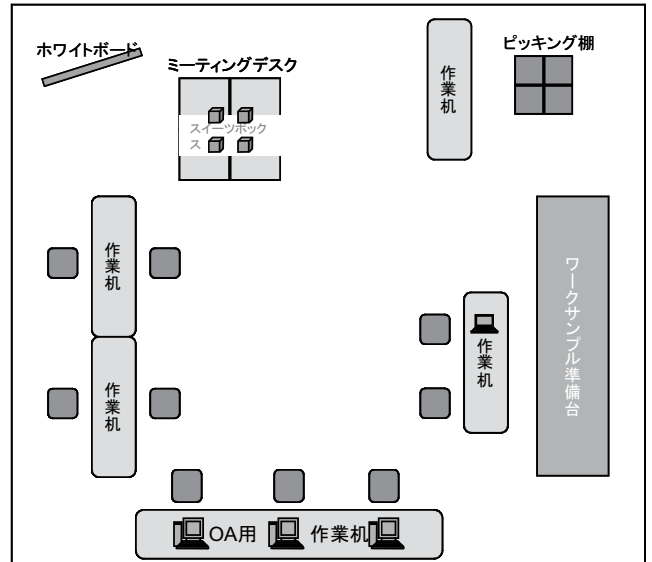 ホワイトボード
ミーティングデスク
スイーツボック
ス
作業机
ピッキング棚
作業机
作業机
作業机
ワークサンプル準備台
OA用 作業机